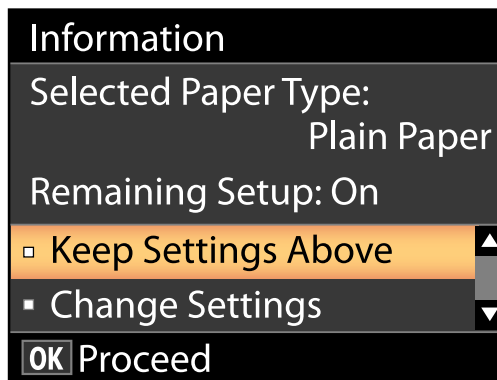 Information
Selected Paper Type:
Plain Paper
Remaining Setup: On
Keep Settings Above
Change Settings
OK Proceed